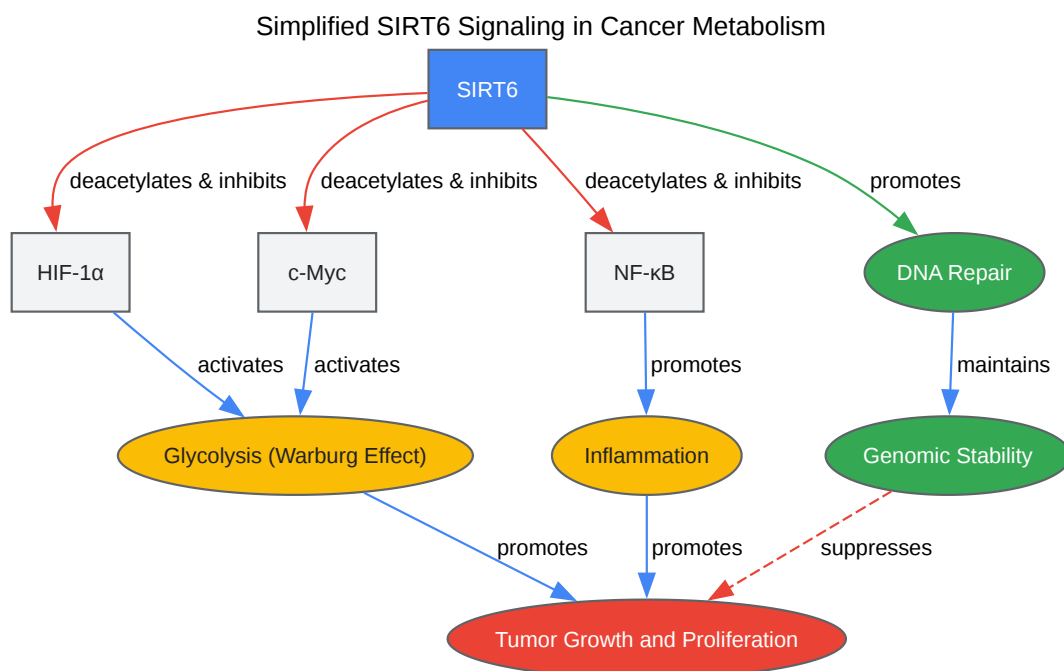 Simplified SIRT6 Signaling in Cancer Metabolism
SIRT6
deacetylates & inhibits
deacetylates & inhibits
deacetylates & inhibits
promotes
HIF-1α
c-Myc
NF-κB
DNA Repair
activates
activates
promotes
maintains
Glycolysis (Warburg Effect)
Inflammation
Genomic Stability
promotes
promotes
suppresses
Tumor Growth and Proliferation